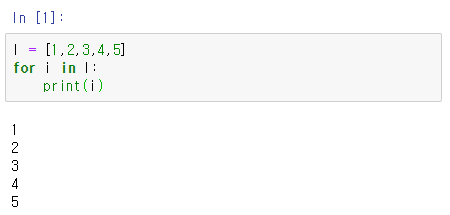 In [1]:
l = [1,2,3,4,5]
for i in l:
    print(i)
1
2
3
4
5